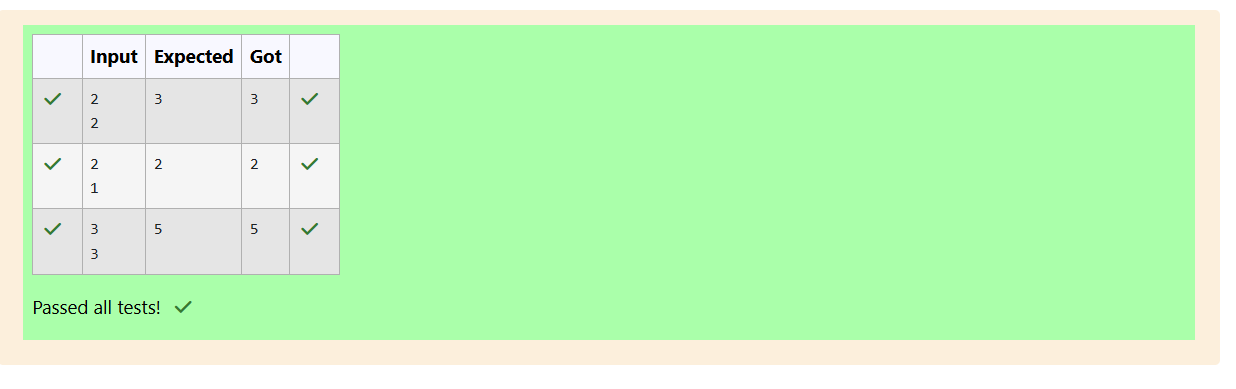 Input Expected Got
2 3 3
2
2 2 2
1
3 5 5
3
Passed all tests!